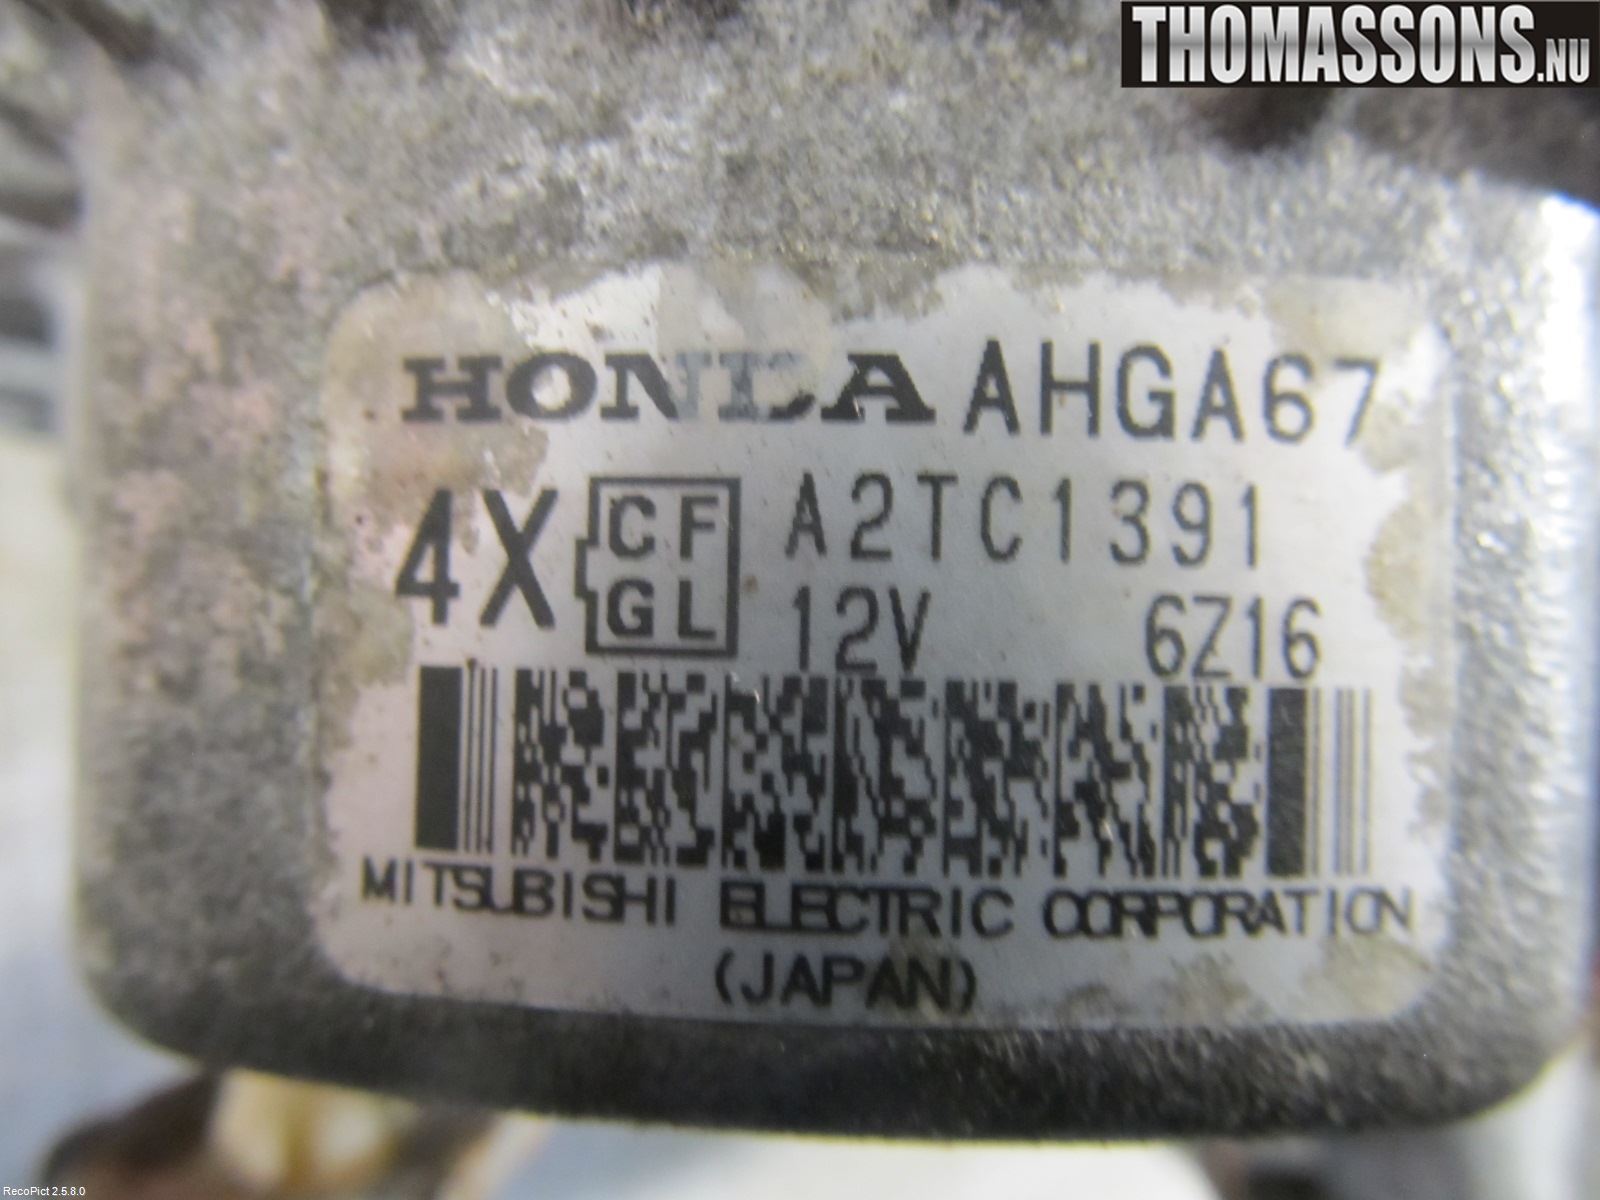 THOMASSONS.NU
HONDA AHGA67
4X CF GL A2TC1391
12V 6Z16
MITSUBISHI ELECTRIC CORPORATION
(JAPAN)
RecoPict 2.5.8.0